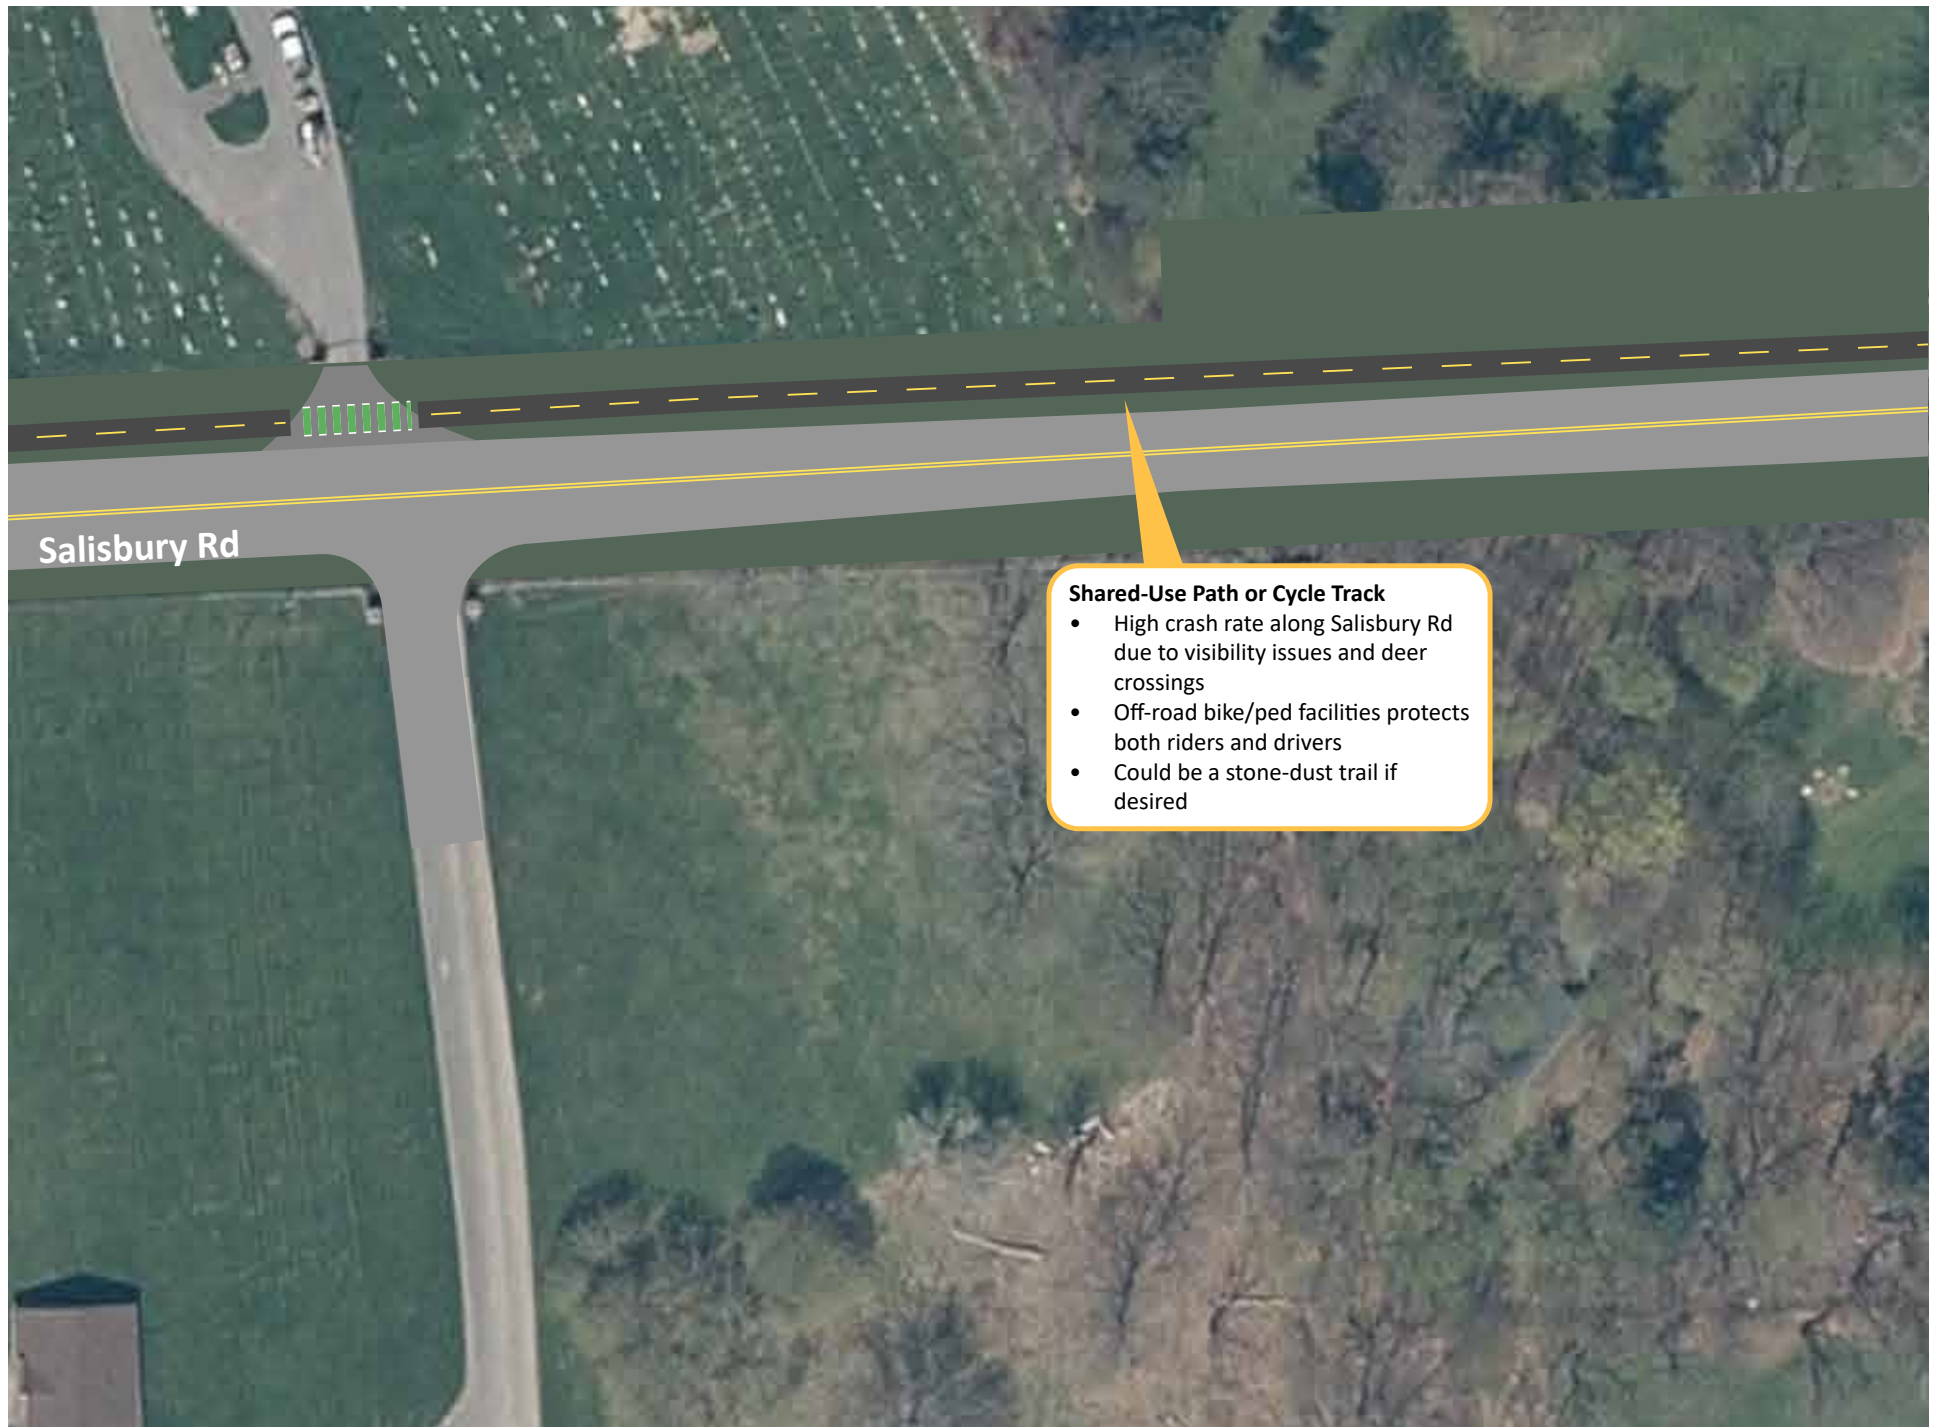 Salisbury Rd
Shared-Use Path or Cycle Track
• High crash rate along Salisbury Rd
due to visibility issues and deer
crossings
• Off-road bike/ped facilities protects
both riders and drivers
• Could be a stone-dust trail if
desired